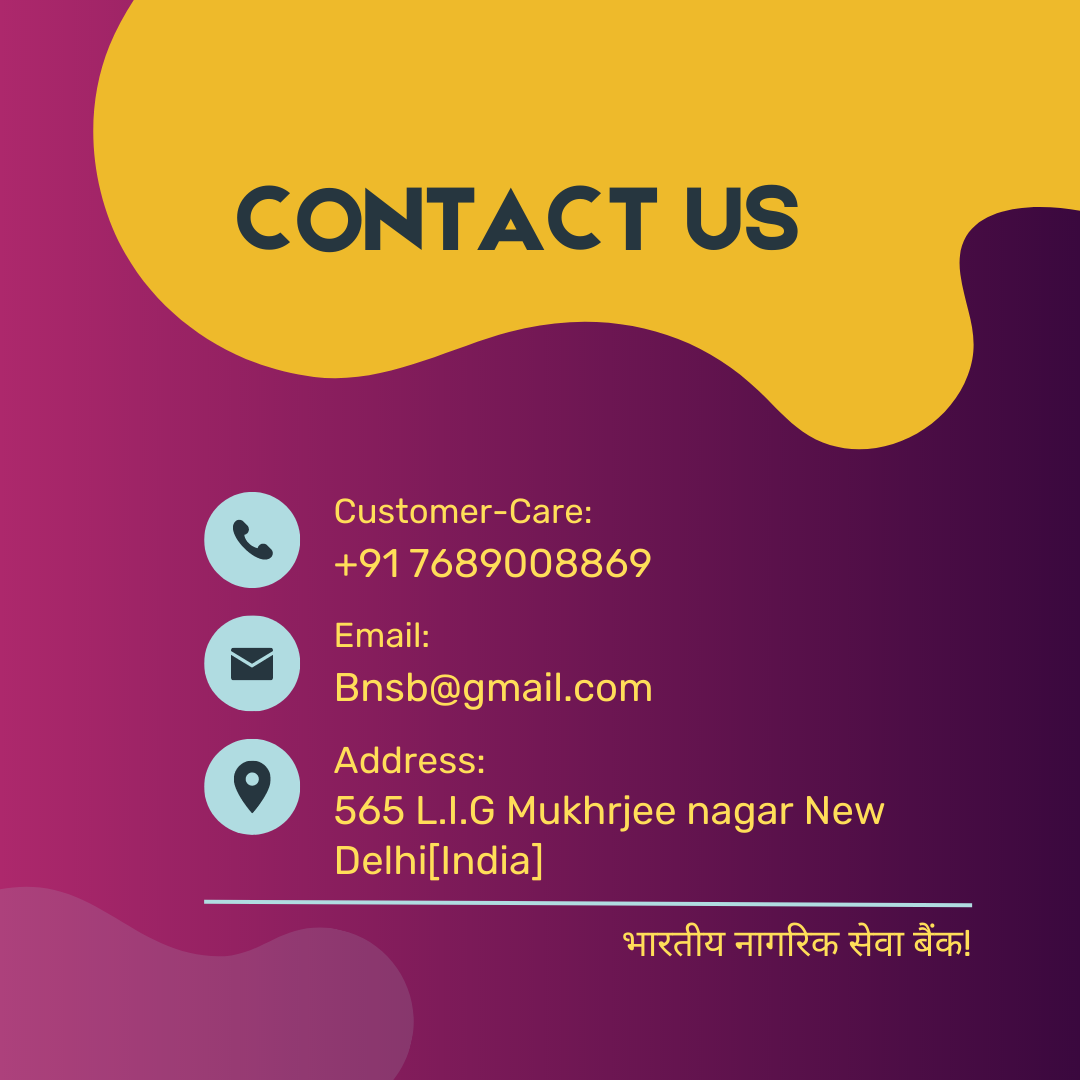 CONTACT US
Customer-Care:
+91 7689008869
Email:
Bnsb@gmail.com
Address:
565 L.I.G Mukhrjee nagar New
Delhi[India]
भारतीय नागरिक सेवा बैंक!